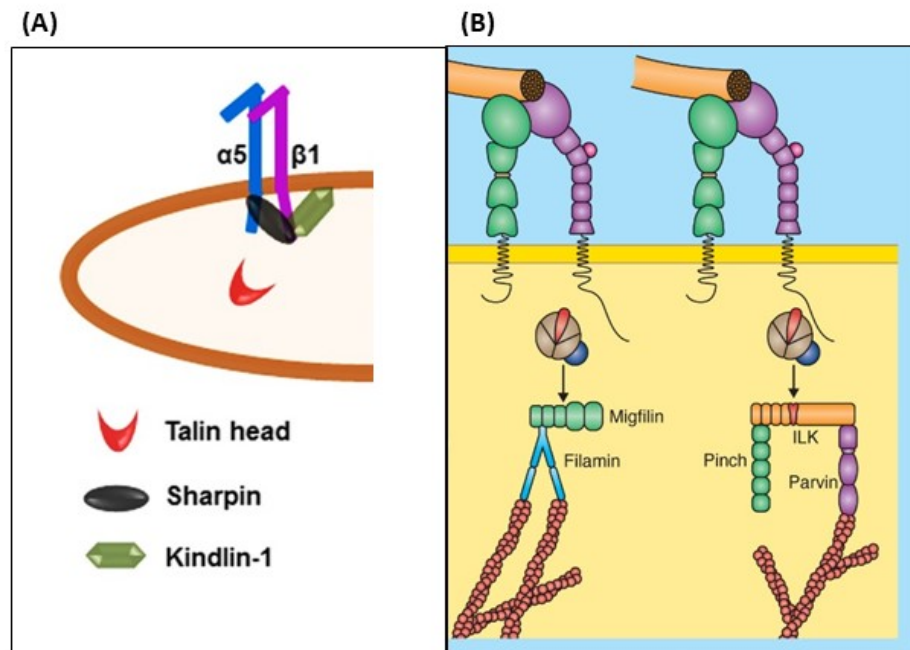 (A)
α5
β1
Talin head
Sharpin
Kindlin-1
(B)
Migfilin
Filamin
ILK
Pinch
Parvin